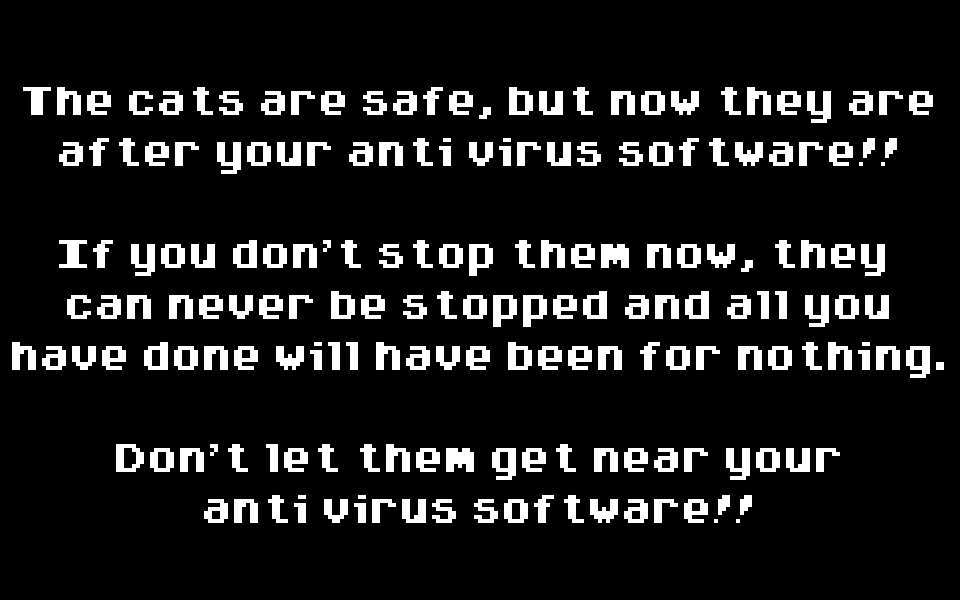 The cats are safe, but now they are
after your anti virus software!!
If you don't stop them now, they
can never be stopped and all you
have done will have been for nothing.
Don't let them get near your
anti virus software!!